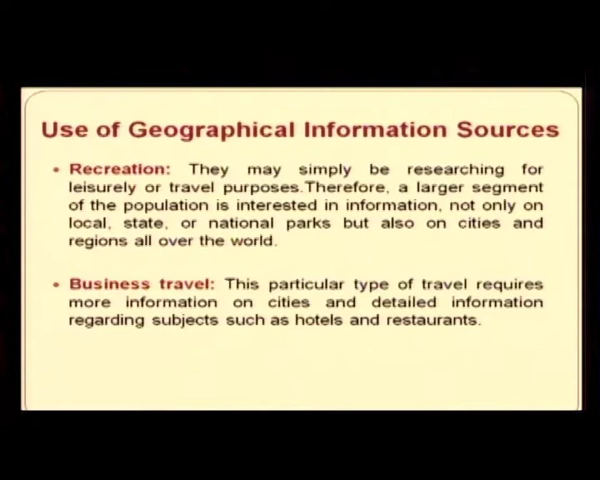 Use of Geographical Information Sources
• Recreation: They may simply be researching for
leisurely or travel purposes.Therefore, a larger segment
of the population is interested in information, not only on
local, state, or national parks but also on cities and
regions all over the world.
• Business travel: This particular type of travel requires
more information on cities and detailed information
regarding subjects such as hotels and restaurants.